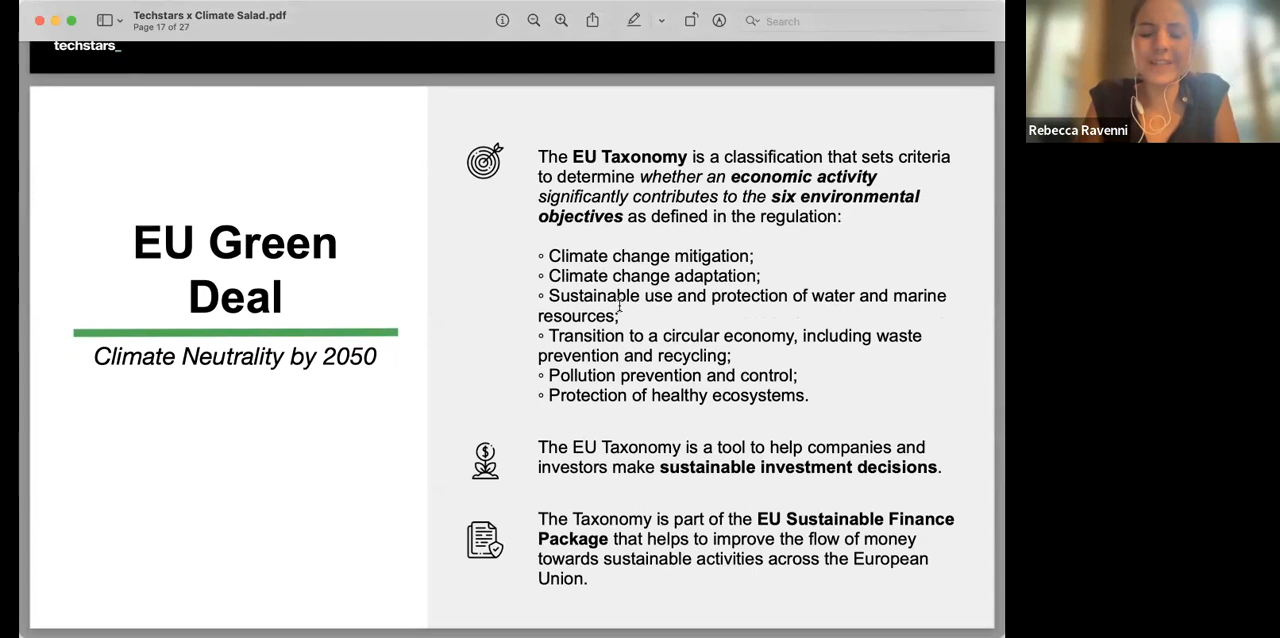 Techstars x Climate Salad.pdf
Page 17 of 27
Search
techstars_
Rebecca Ravenni
EU Green
Deal
Climate Neutrality by 2050
The EU Taxonomy is a classification that sets criteria
to determine whether an economic activity
significantly contributes to the six environmental
objectives as defined in the regulation:
◦ Climate change mitigation;
◦ Climate change adaptation;
◦ Sustainable use and protection of water and marine
resources;
◦ Transition to a circular economy, including waste
prevention and recycling;
◦ Pollution prevention and control;
◦ Protection of healthy ecosystems.
The EU Taxonomy is a tool to help companies and
investors make sustainable investment decisions.
The Taxonomy is part of the EU Sustainable Finance
Package that helps to improve the flow of money
towards sustainable activities across the European
Union.